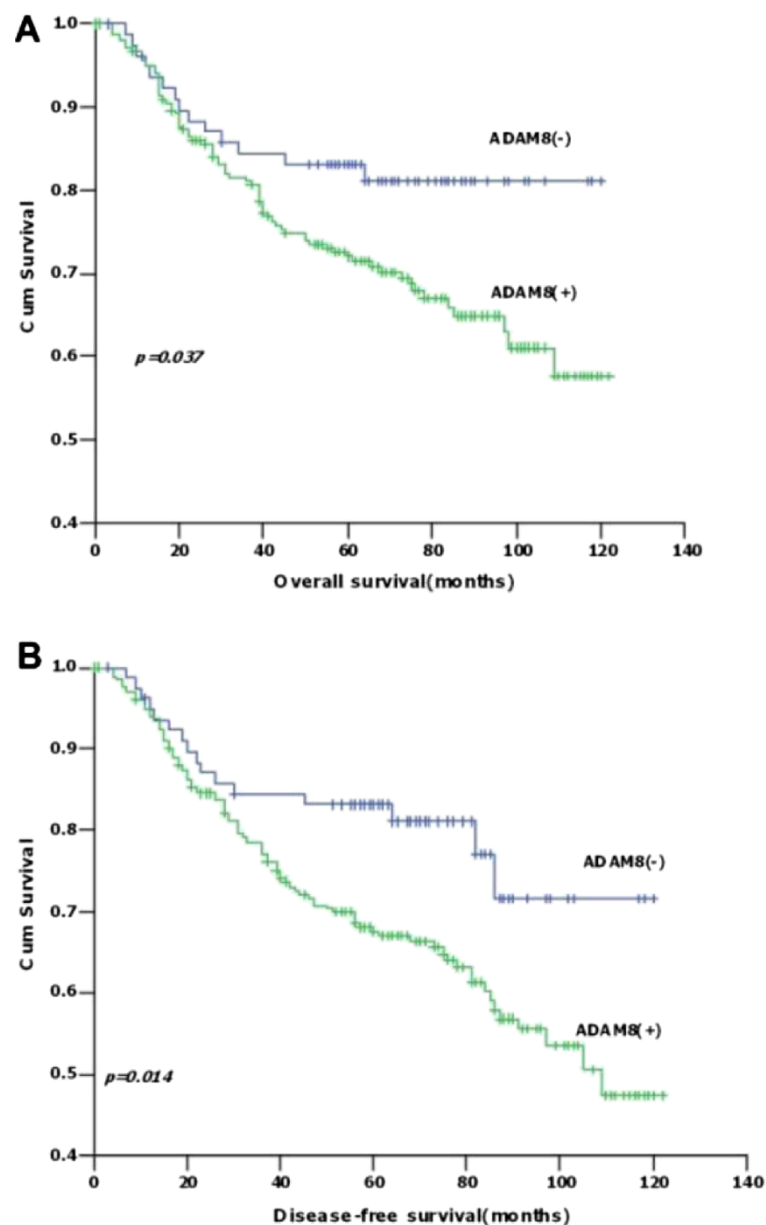 A
1.0
0.9
0.8
0.7
0.6
0.5
0.4
Cum Survival
ADAM8(-)
ADAM8(+)
p=0.037
0 20 40 60 80 100 120 140
Overall survival(months)
B
1.0
0.9
0.8
0.7
0.6
0.5
0.4
Cum Survival
ADAM8(-)
ADAM8(+)
p=0.014
0 20 40 60 80 100 120 140
Disease-free survival(months)